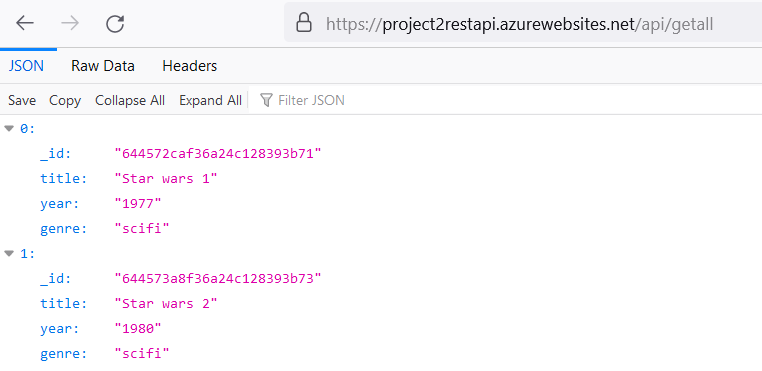 https://project2restapi.azurewebsites.net/api/getall
JSON Raw Data Headers
Save Copy Collapse All Expand All Filter JSON
0:
_id: "644572caf36a24c128393b71"
title: "Star wars 1"
year: "1977"
genre: "scifi"
1:
_id: "644573a8f36a24c128393b73"
title: "Star wars 2"
year: "1980"
genre: "scifi"